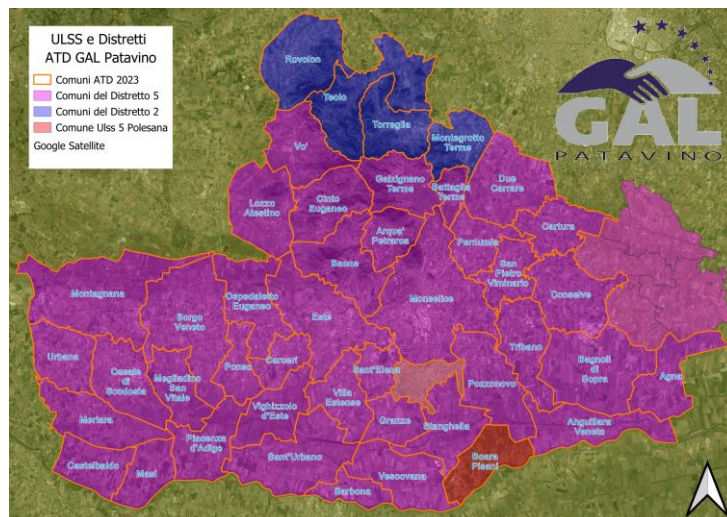 ULSS e Distretti
ATD GAL Patavino
Comuni ATD 2023
Comuni del Distretto 5
Comuni del Distretto 2
Comune Ulss 5 Polesana
Google Satellite
GAL
PATAVINO
Rovolon
Teolo
Torreglia
Montegrotto
Terme
Vo'
Galzignano
Terme
Battaglia
Terme
Due
Carrare
Lozzo
Atestino
Cinto
Euganeo
Arqua'
Petrarca
Cartura
Pernumia
San
Pietro
Viminario
Baone
Monselice
Conselve
Montagnana
Borgo
Veneto
Ospedaletto
Euganeo
Este
Tribano
Urbana
Casale
di
Scodosia
Megliadino
San
Vitale
Ponso
Carceri
Sant'Elena
Villa
Estense
Pozzonovo
Bagnoli
di
Sopra
Agna
Merlara
Vighizzolo
d'Este
Granze
Stanghella
Anguillara
Veneta
Piacenza
d'Adige
Castelbaldo
Masi
Sant'Urbano
Vescovana
Boara
Pisani
Barbona